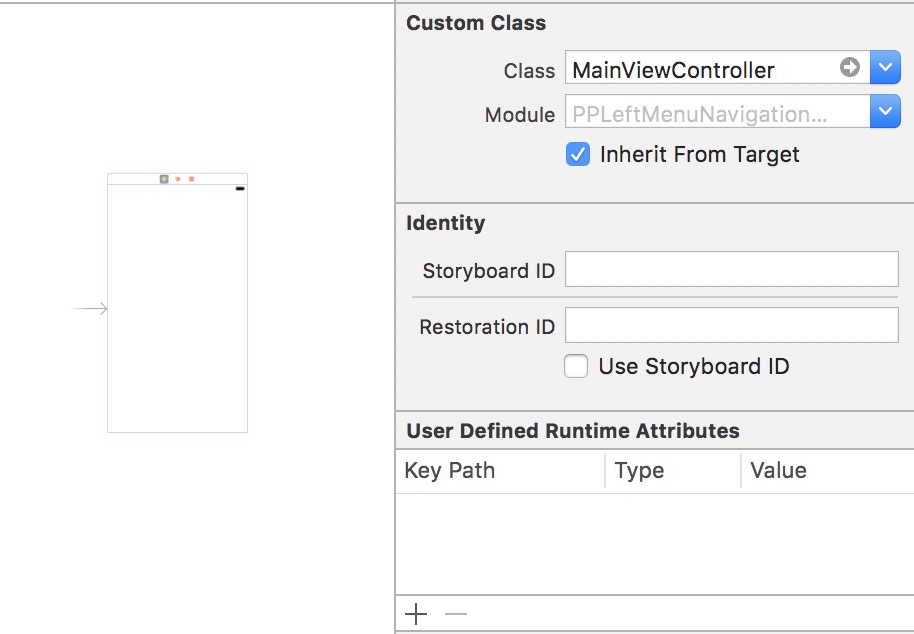 Custom Class
Class MainViewController
Module PPLeftMenuNavigation...
Inherit From Target
Identity
Storyboard ID
Restoration ID
Use Storyboard ID
User Defined Runtime Attributes
Key Path Type Value